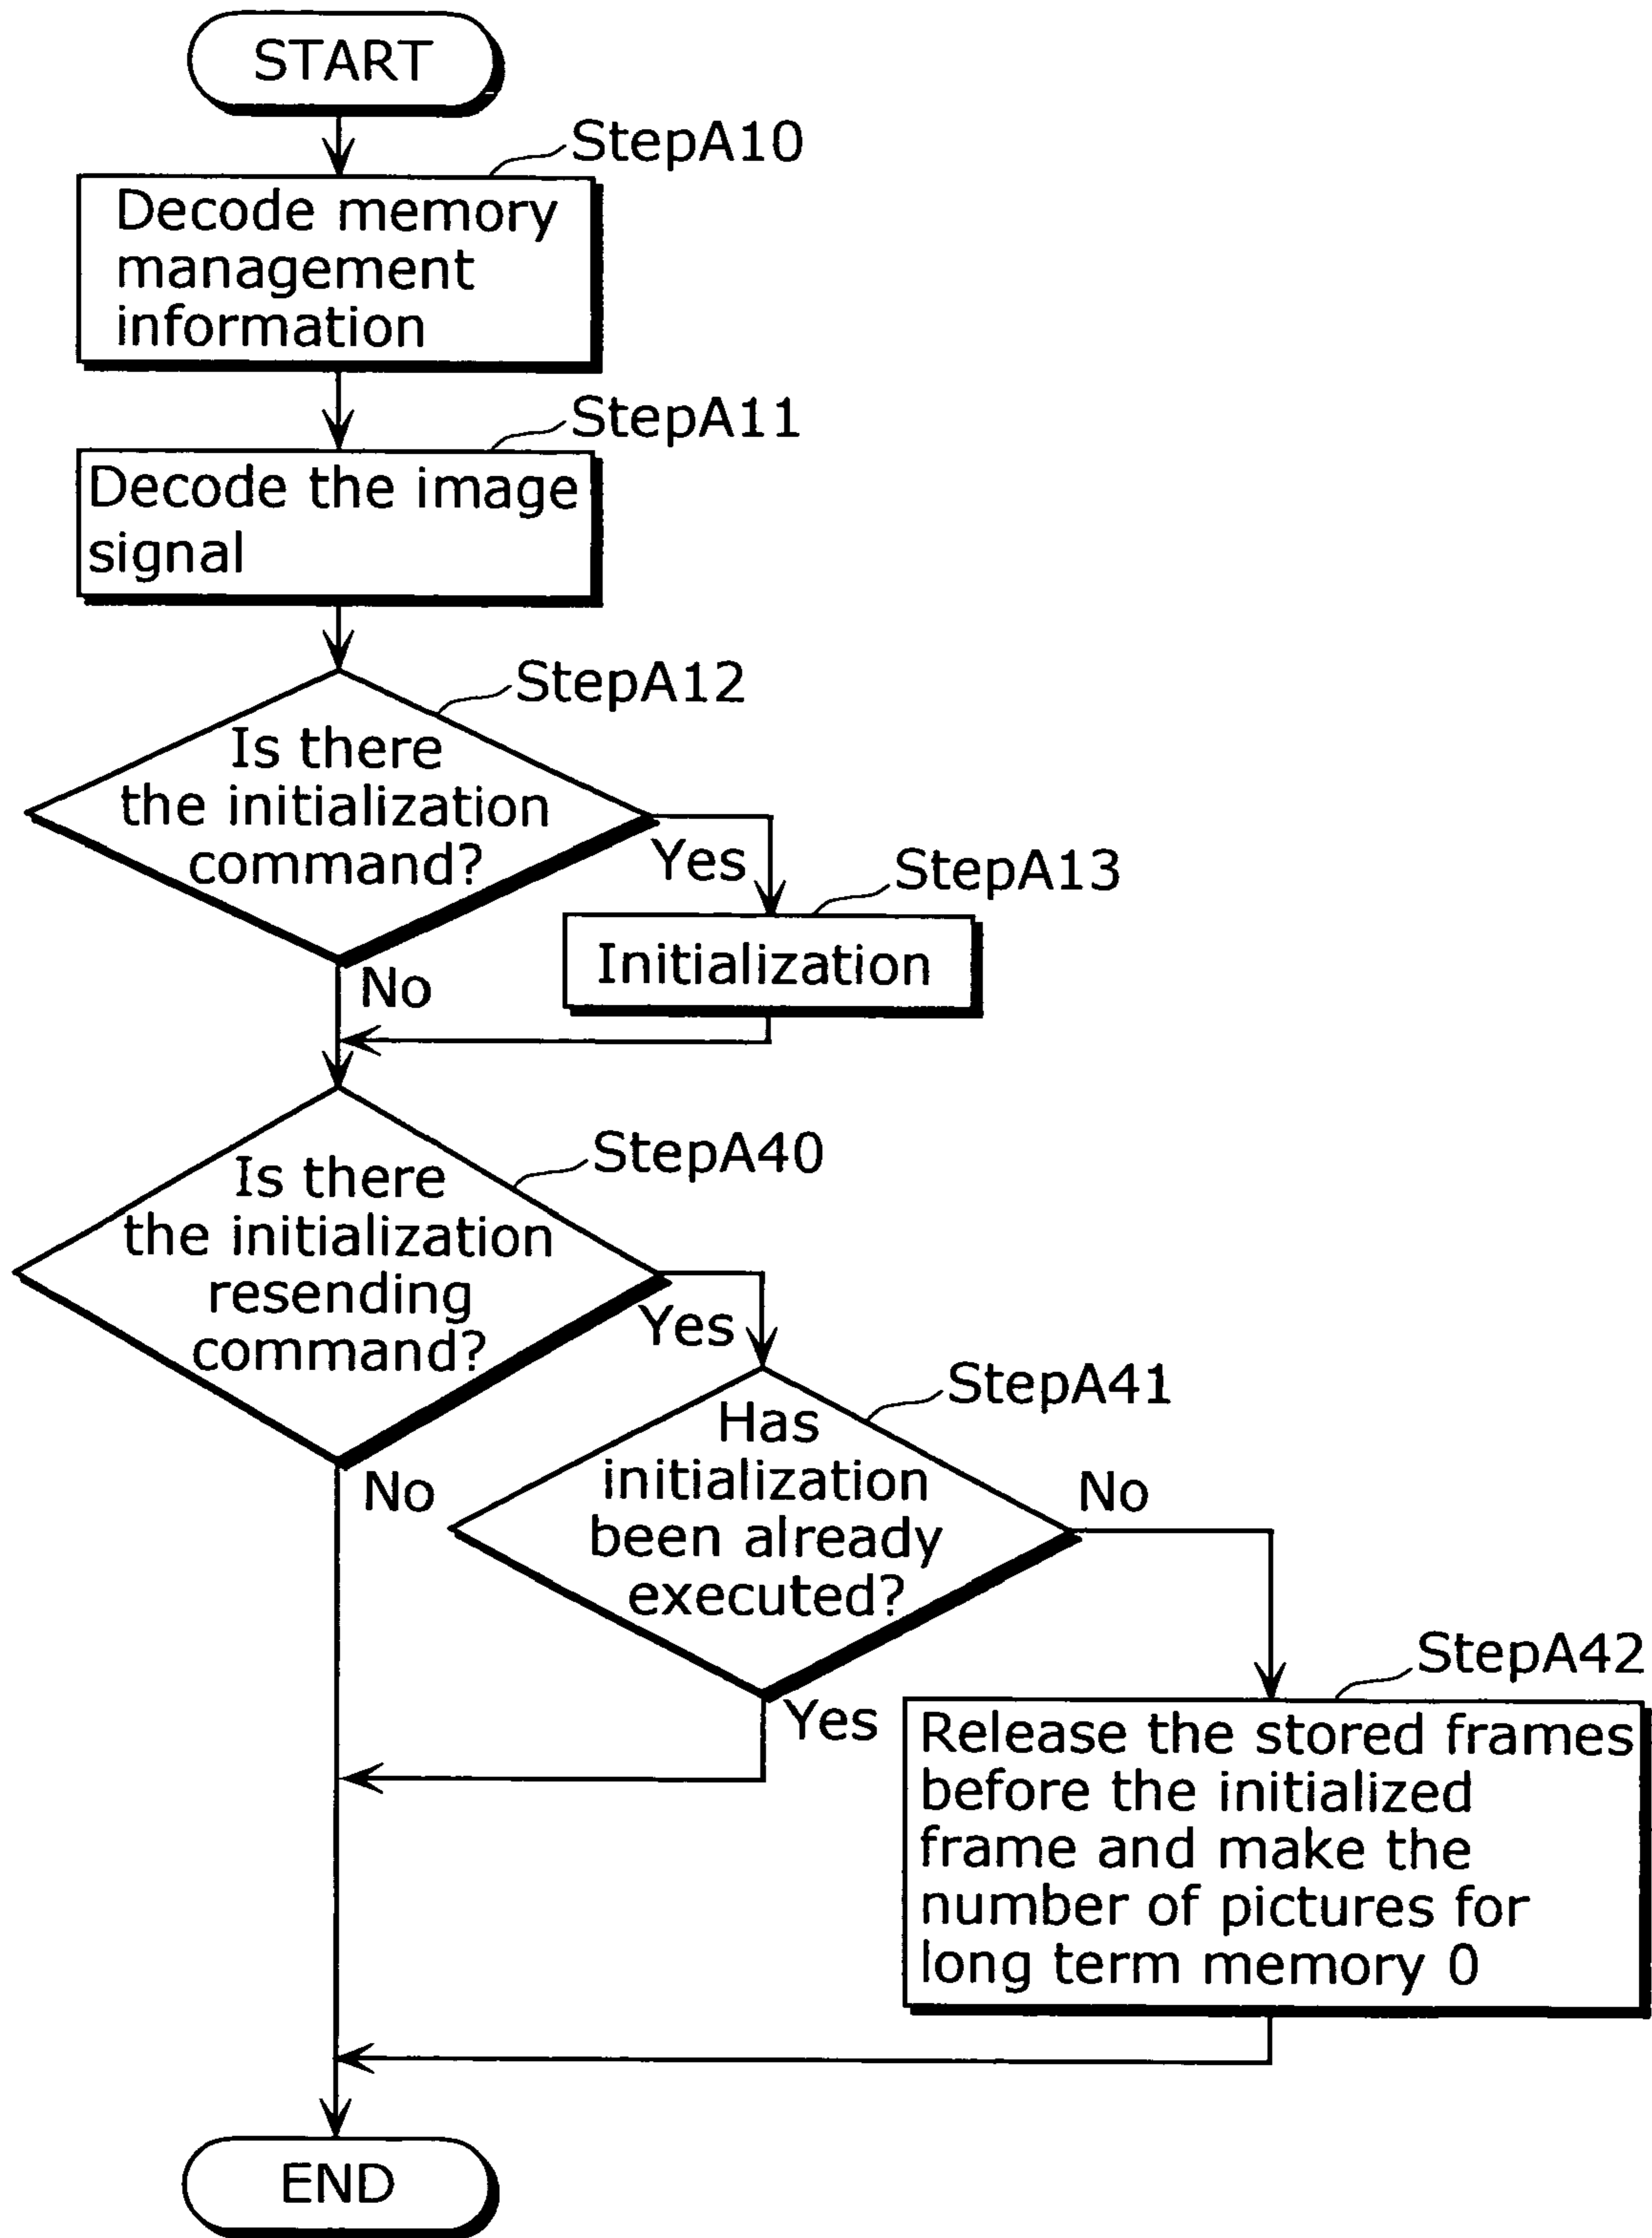 START
StepA10
Decode memory
management
information
StepA11
Decode the image
signal
StepA12
Is there
the initialization
command?
Yes
StepA13
Initialization
No
StepA40
Is there
the initialization
resending
command?
Yes
StepA41
Has
initialization
been already
executed?
No
No
StepA42
Yes
Release the stored frames
before the initialized
frame and make the
number of pictures for
long term memory 0
END